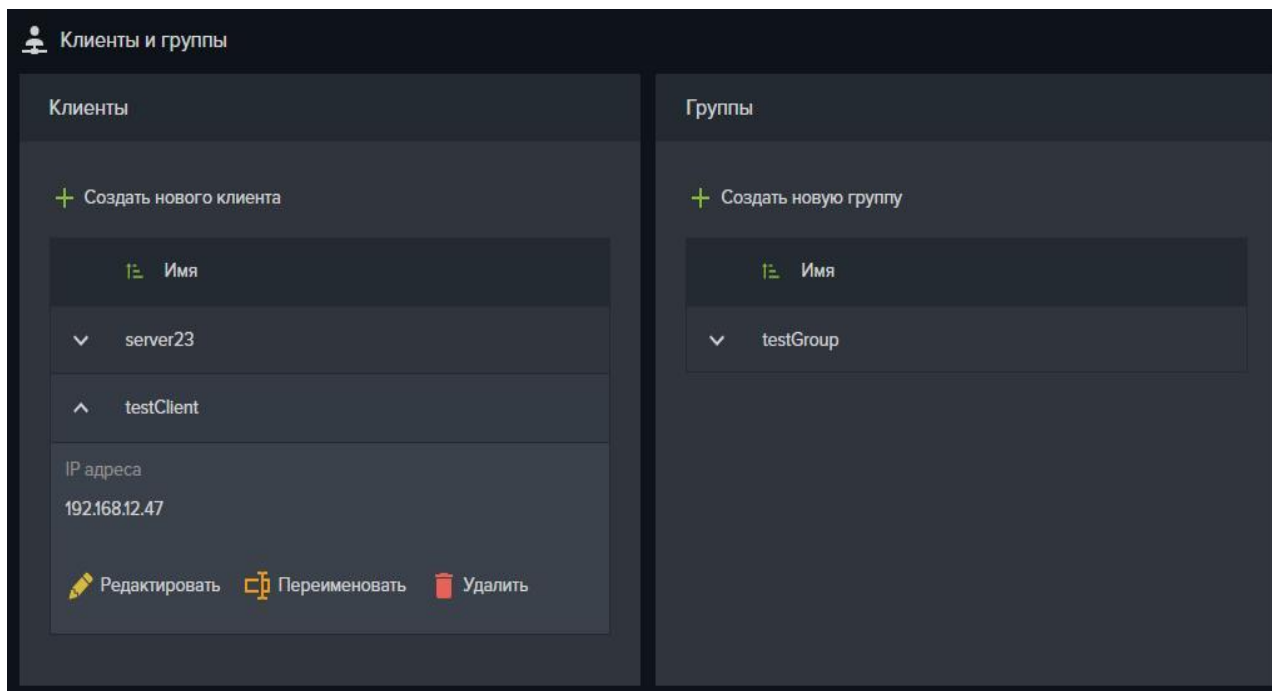 Клиенты и группы
Клиенты
Создать нового клиента
Имя
server23
testClient
IP адреса
192.168.12.47
Редактировать Переименовать Удалить
Группы
Создать новую группу
Имя
testGroup